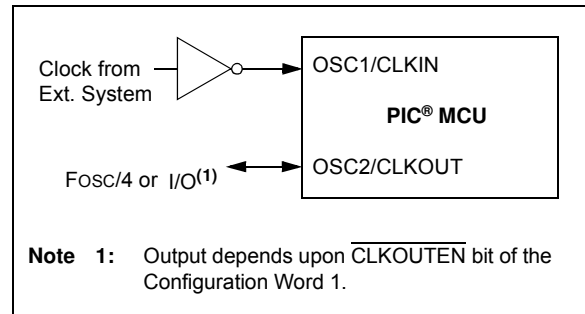 Clock from
Ext. System
OSC1/CLKIN
PIC® MCU
FOSC/4 or I/O(1)
OSC2/CLKOUT
Note 1: Output depends upon CLKOUTEN bit of the
Configuration Word 1.